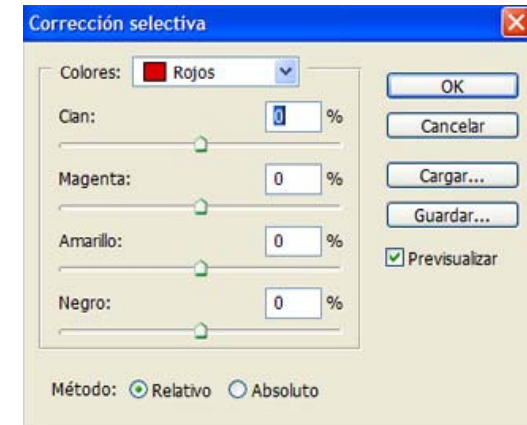 Corrección selectiva
Colores: Rojos
OK
Cian: 0 %
Cancelar
Magenta: 0 %
Cargar...
Guardar...
Amarillo: 0 %
Previsualizar
Negro: 0 %
Método: Relativo Absoluto